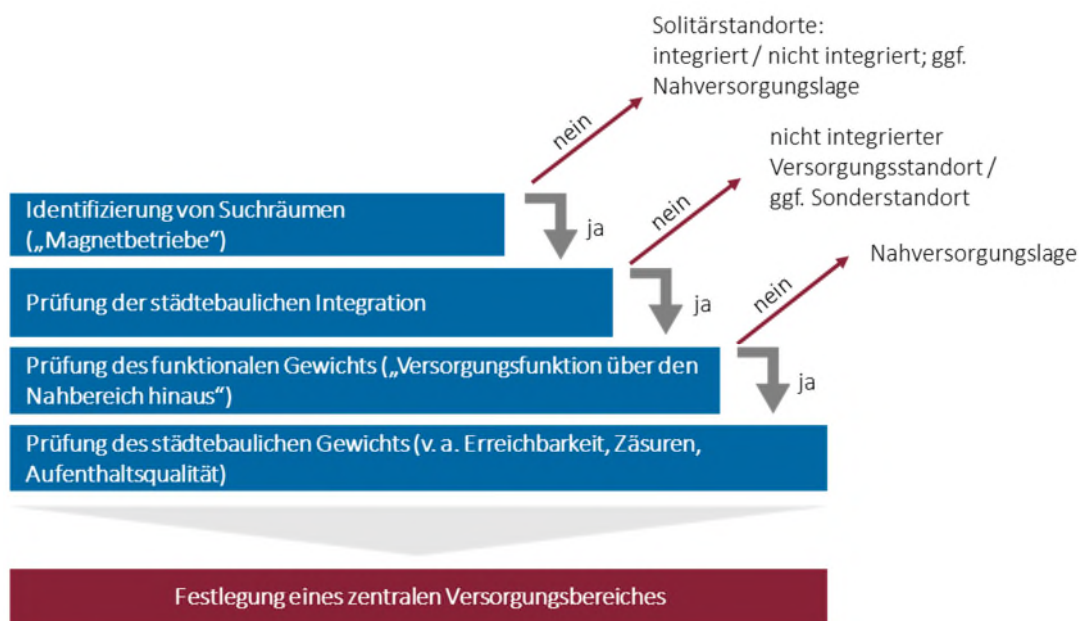 Solitärstandorte:
integriert / nicht integriert; ggf.
Nahversorgungslage
nein
nicht integrierter
Versorgungsstandort /
ggf. Sonderstandort
Identifizierung von Suchräumen
(„Magnetbetriebe“)
ja
nein
Nahversorgungslage
Prüfung der städtebaulichen Integration
ja
nein
Prüfung des funktionalen Gewichts („Versorgungsfunktion über den
Nahbereich hinaus“)
ja
Prüfung des städtebaulichen Gewichts (v. a. Erreichbarkeit, Zäsuren,
Aufenthaltsqualität)
Festlegung eines zentralen Versorgungsbereiches